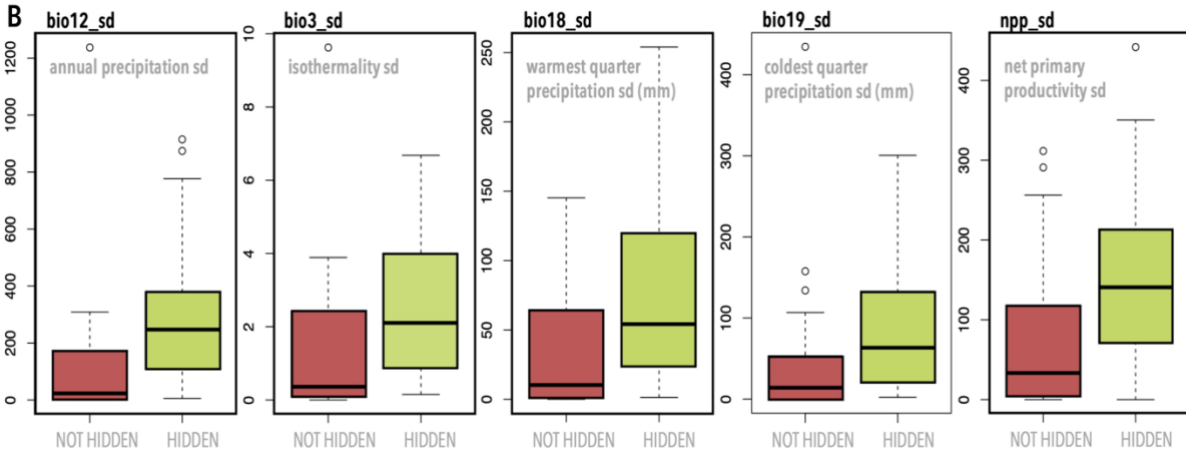 B
bio12_sd
annual precipitation sd
0
200
400
600
800
1000
1200
NOT HIDDEN
HIDDEN
bio3_sd
isothermality sd
0
2
4
6
8
10
NOT HIDDEN
HIDDEN
bio18_sd
warmest quarter
precipitation sd (mm)
0
50
100
150
200
250
NOT HIDDEN
HIDDEN
bio19_sd
coldest quarter
precipitation sd (mm)
0
100
200
300
400
NOT HIDDEN
HIDDEN
npp_sd
net primary
productivity sd
0
100
200
300
400
NOT HIDDEN
HIDDEN